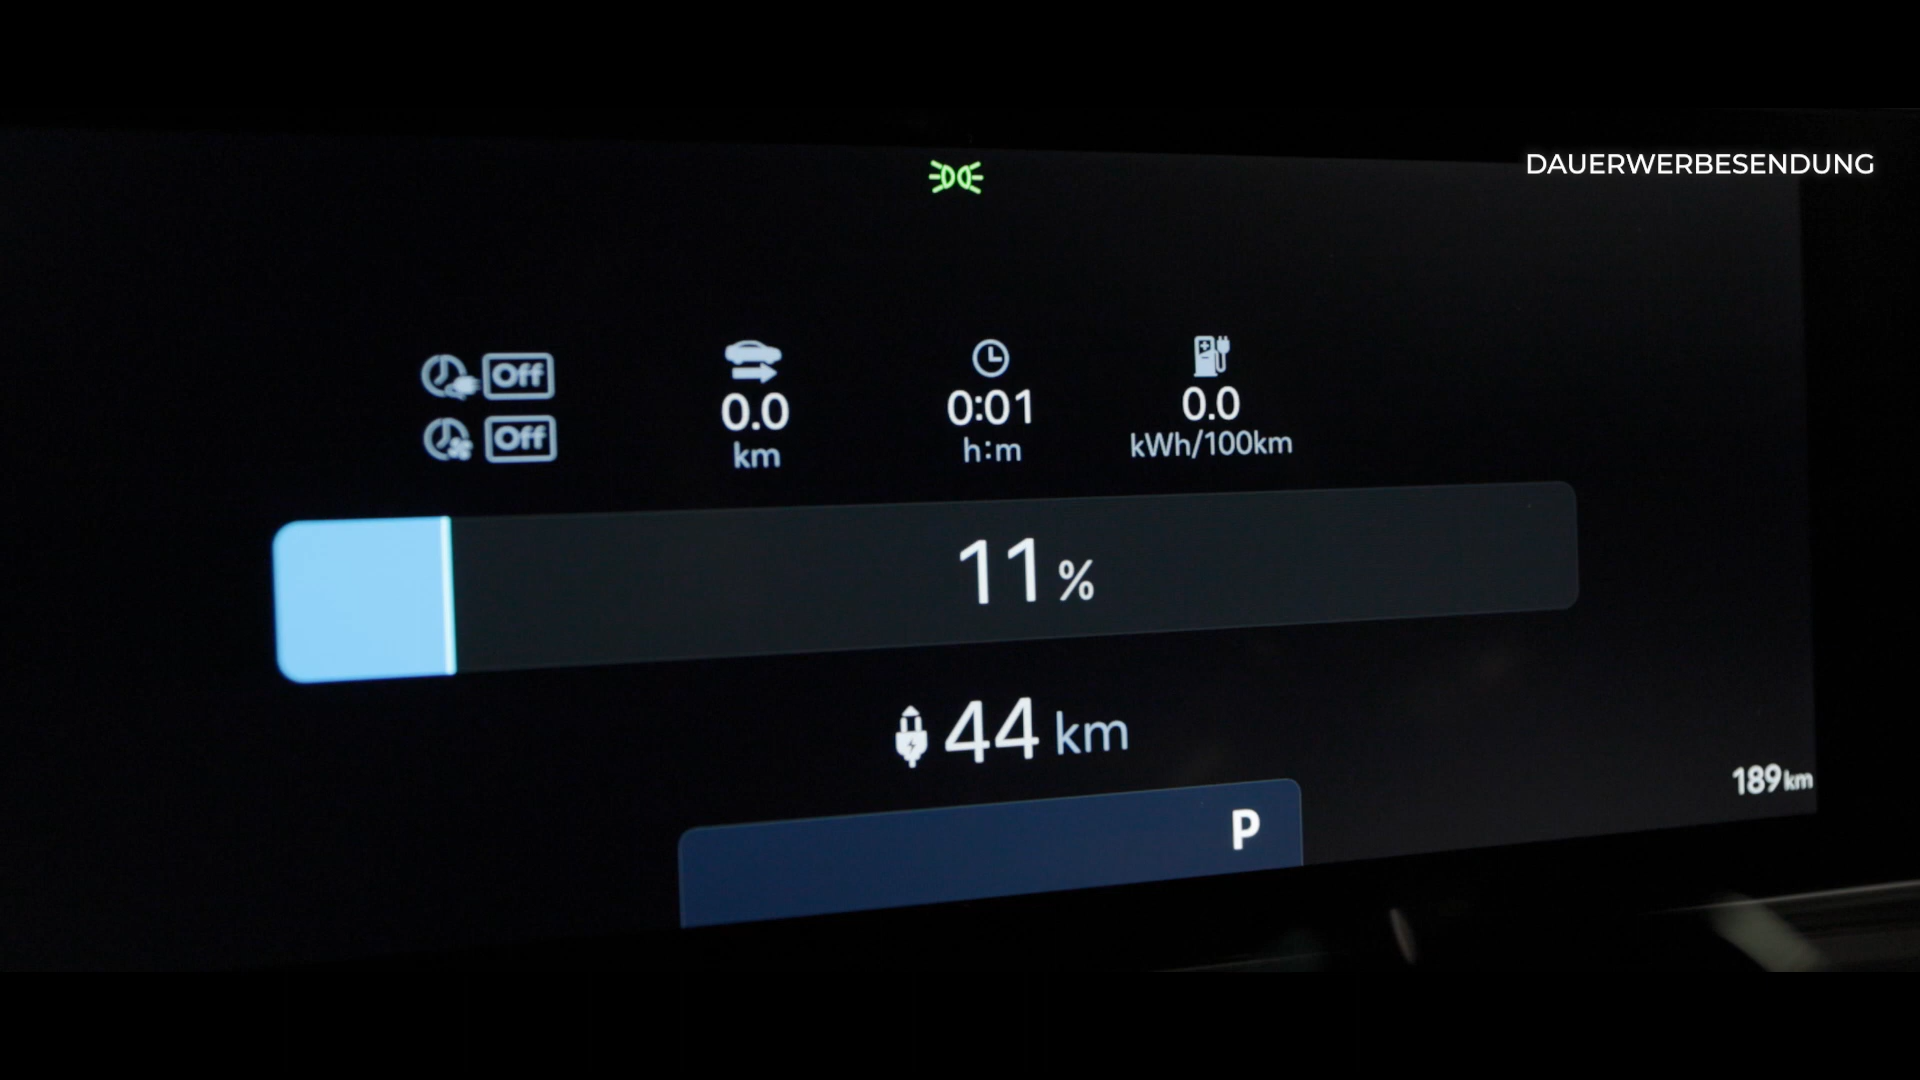 DAUERWERBESENDUNG
Off
Off
0.0
km
0:01
h:m
0.0
kWh/100km
11%
44 km
189 km
P